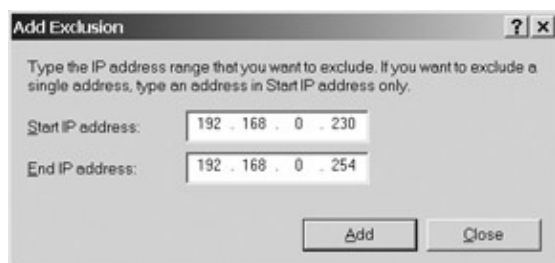 Add Exclusion
? ×
Type the IP address range that you want to exclude. If you want to exclude a
single address, type an address in Start IP address only.
Start IP address: 192 . 168 . 0 . 230
End IP address: 192 . 168 . 0 . 254
Add Close